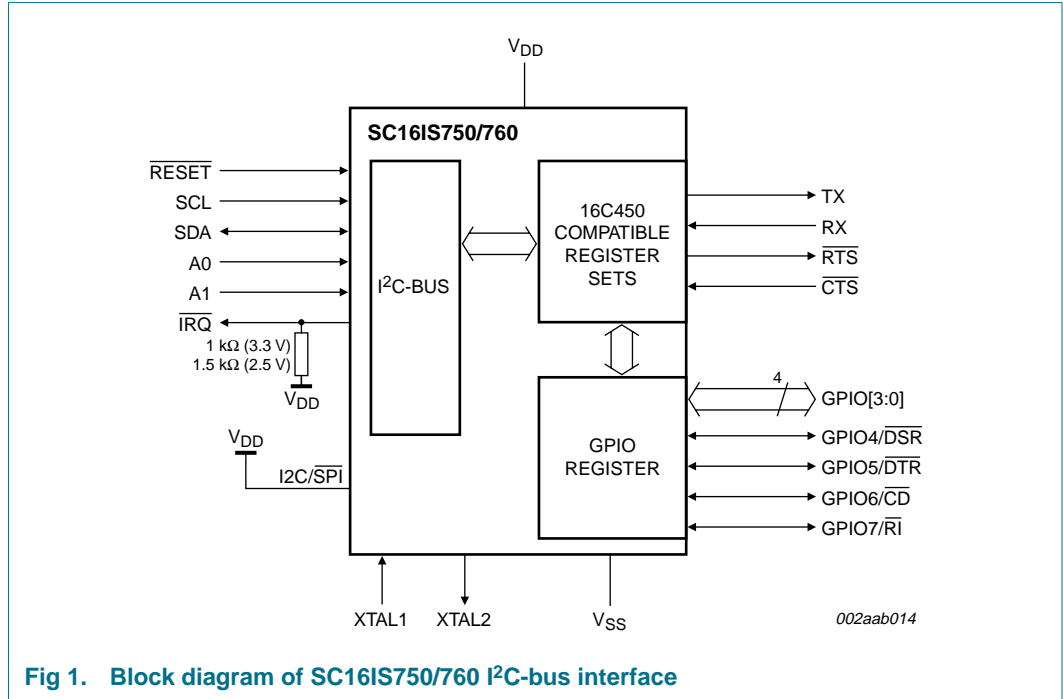 VDD
SC16IS750/760
RESET
SCL
SDA
A0
A1
IRQ
1 kΩ (3.3 V)
1.5 kΩ (2.5 V)
VDD
VDD
I2C/SPI
I²C-BUS
16C450
COMPATIBLE
REGISTER
SETS
TX
RX
RTS
CTS
GPIO
REGISTER
4
GPIO[3:0]
GPIO4/DSR
GPIO5/DTR
GPIO6/CD
GPIO7/RI
XTAL1
XTAL2
VSS
002aab014
Fig 1. Block diagram of SC16IS750/760 I²C-bus interface